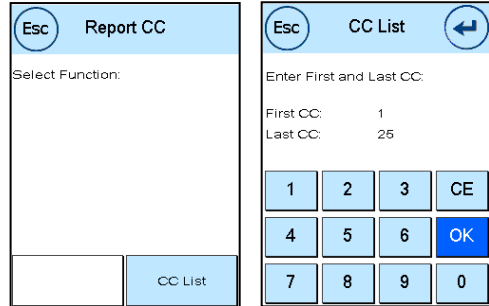 Esc Report CC
Select Function:
CC List
Esc CC List
Enter First and Last CC:
First CC: 1
Last CC: 25
1 2 3 CE
4 5 6 OK
7 8 9 0